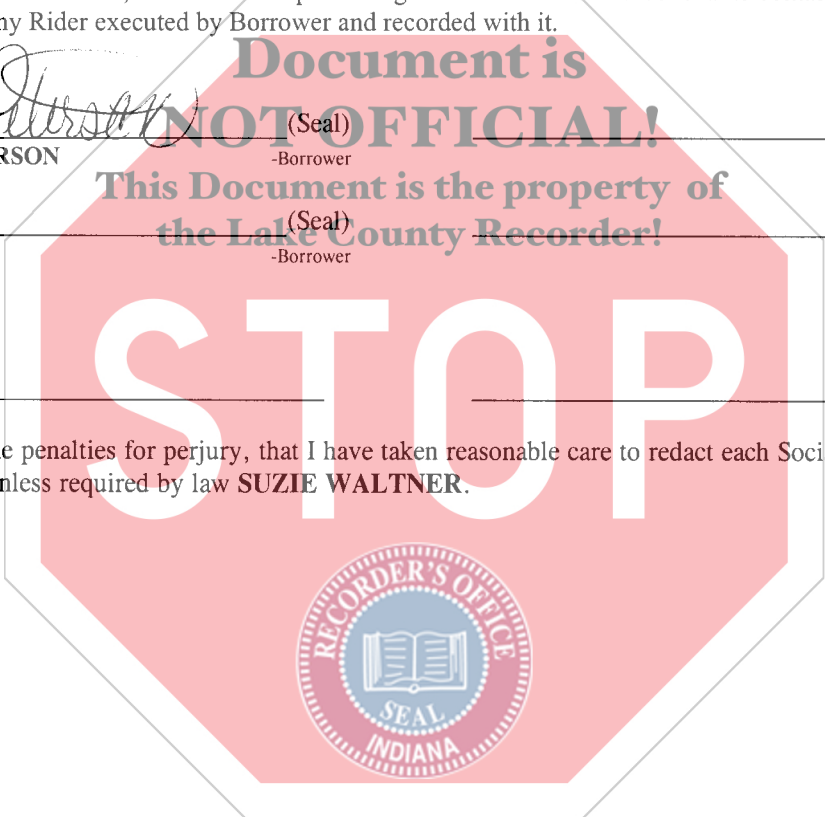 ny Rider executed by Borrower and recorded with it.
Document is
NOT OFFICIAL!
(Seal)
RSON
-Borrower
This Document is the property of
the Lake County Recorder!
(Seal)
-Borrower
STOP
e penalties for perjury, that I have taken reasonable care to redact each Soci
nless required by law SUZIE WALTNER.
RECORDER'S OFFICE
SEAL
INDIANA